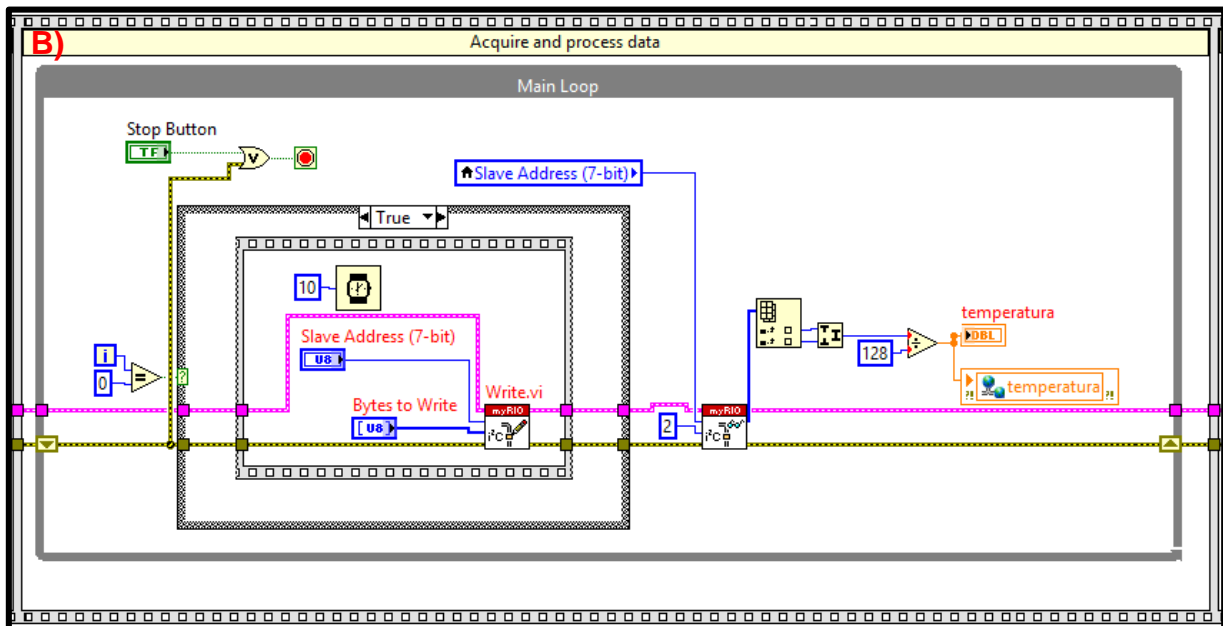 B)
Acquire and process data
Main Loop
Stop Button
TF
V
Slave Address (7-bit)
True
10
temperatura
Slave Address (7-bit)
DBL
U8
128
i
0
=
?
÷
?! temperatura ?!
Bytes to Write
Write.vi
[U8]
myRIO
I²C
2
myRIO
I²C